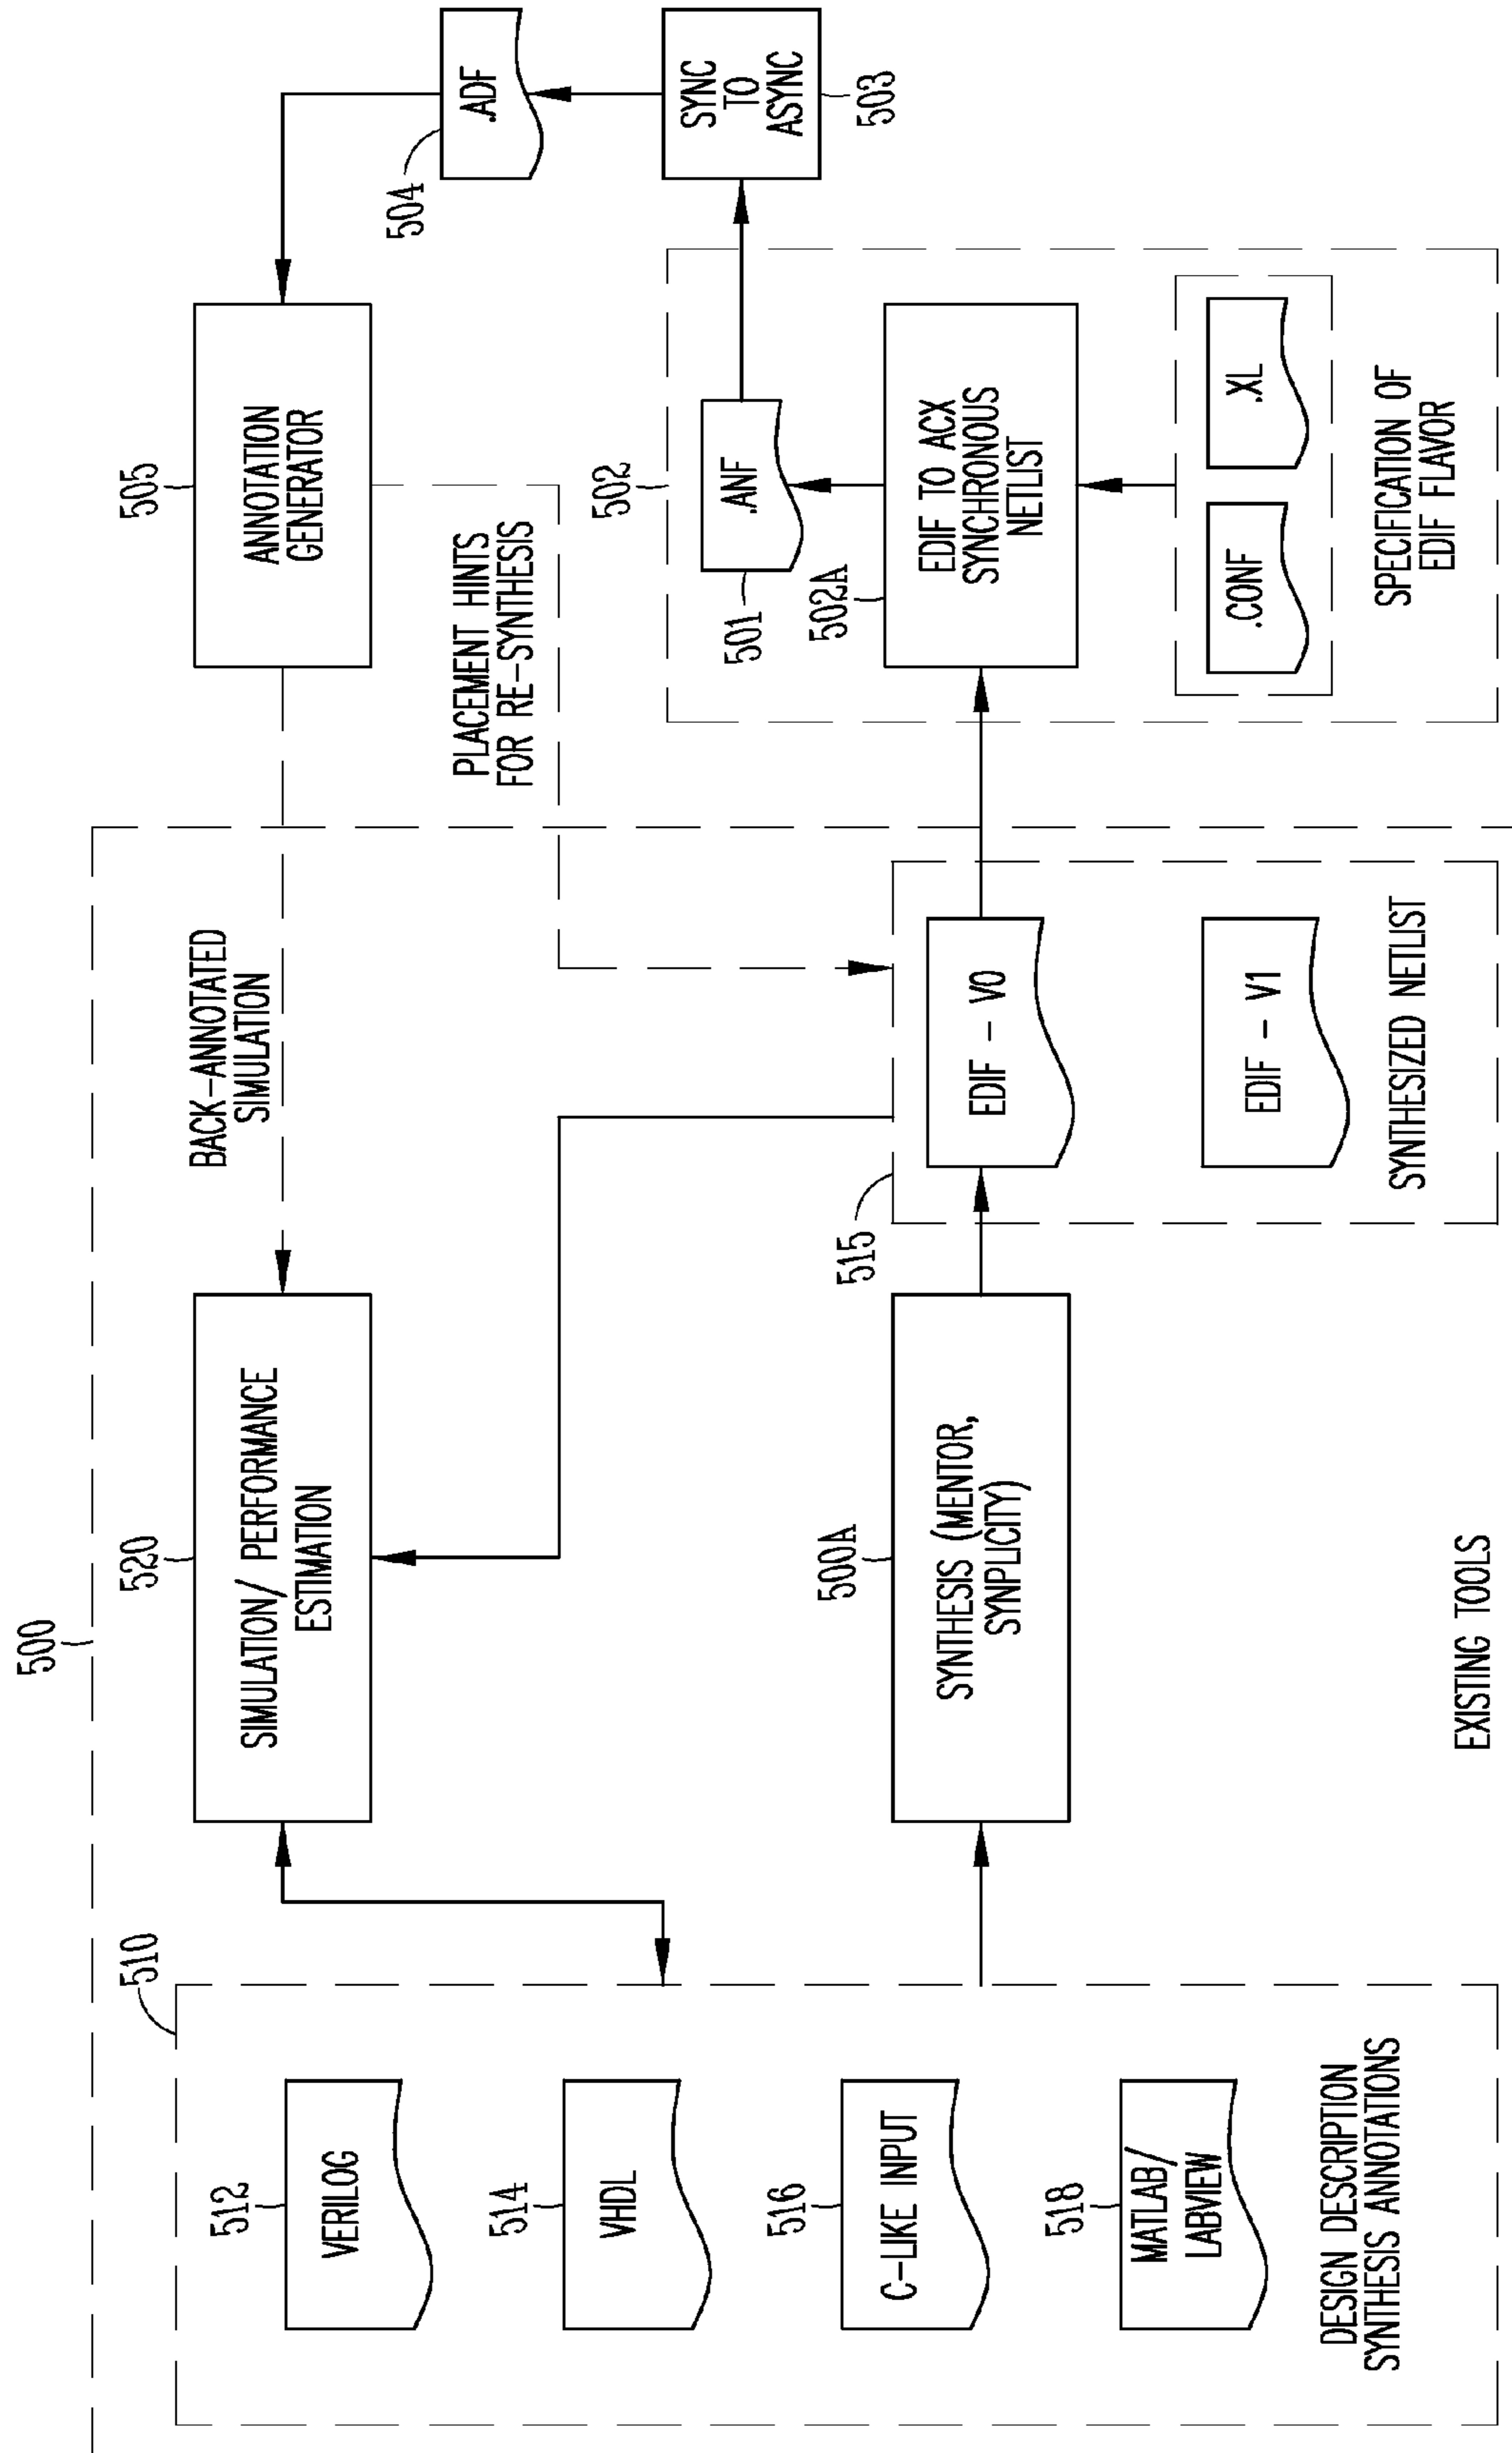 500
510
512
VERILOG
514
VHDL
516
C-LIKE INPUT
518
MATLAB/
LABVIEW
DESIGN DESCRIPTION
SYNTHESIS ANNOTATIONS
520
SIMULATION/ PERFORMANCE
ESTIMATION
500A
SYNTHESIS (MENTOR,
SYNPLICITY)
EXISTING TOOLS
BACK-ANNOTATED
SIMULATION
515
EDIF - V0
EDIF - V1
SYNTHESIZED NETLIST
PLACEMENT HINTS
FOR RE-SYNTHESIS
505
ANNOTATION
GENERATOR
502
501
.ANF
502A
EDIF TO ACX
SYNCHRONOUS
NETLIST
.CONF
.XL
SPECIFICATION OF
EDIF FLAVOR
504
.ADF
SYNC
TO
ASYNC
503